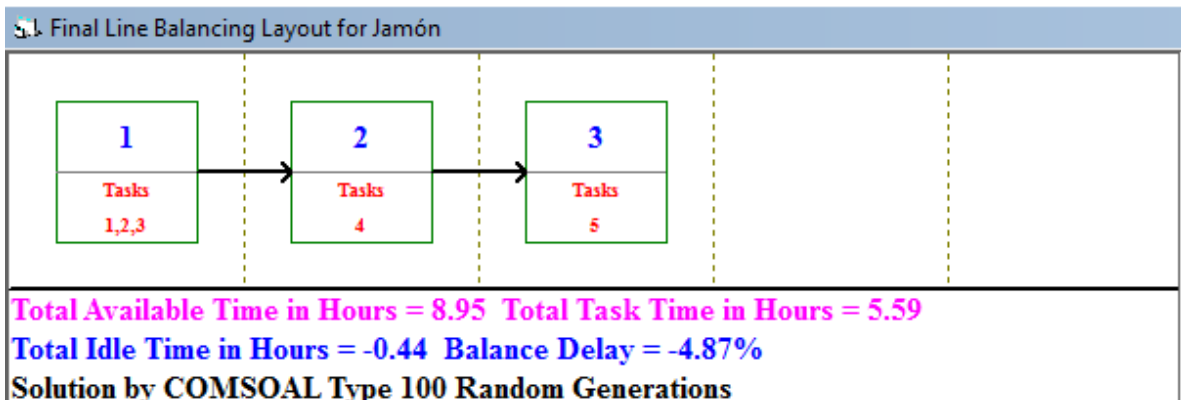 Final Line Balancing Layout for Jamón
1 2 3
Tasks Tasks Tasks
1,2,3 4 5
Total Available Time in Hours = 8.95 Total Task Time in Hours = 5.59
Total Idle Time in Hours = -0.44 Balance Delay = -4.87%
Solution by COMSOAL Type 100 Random Generations